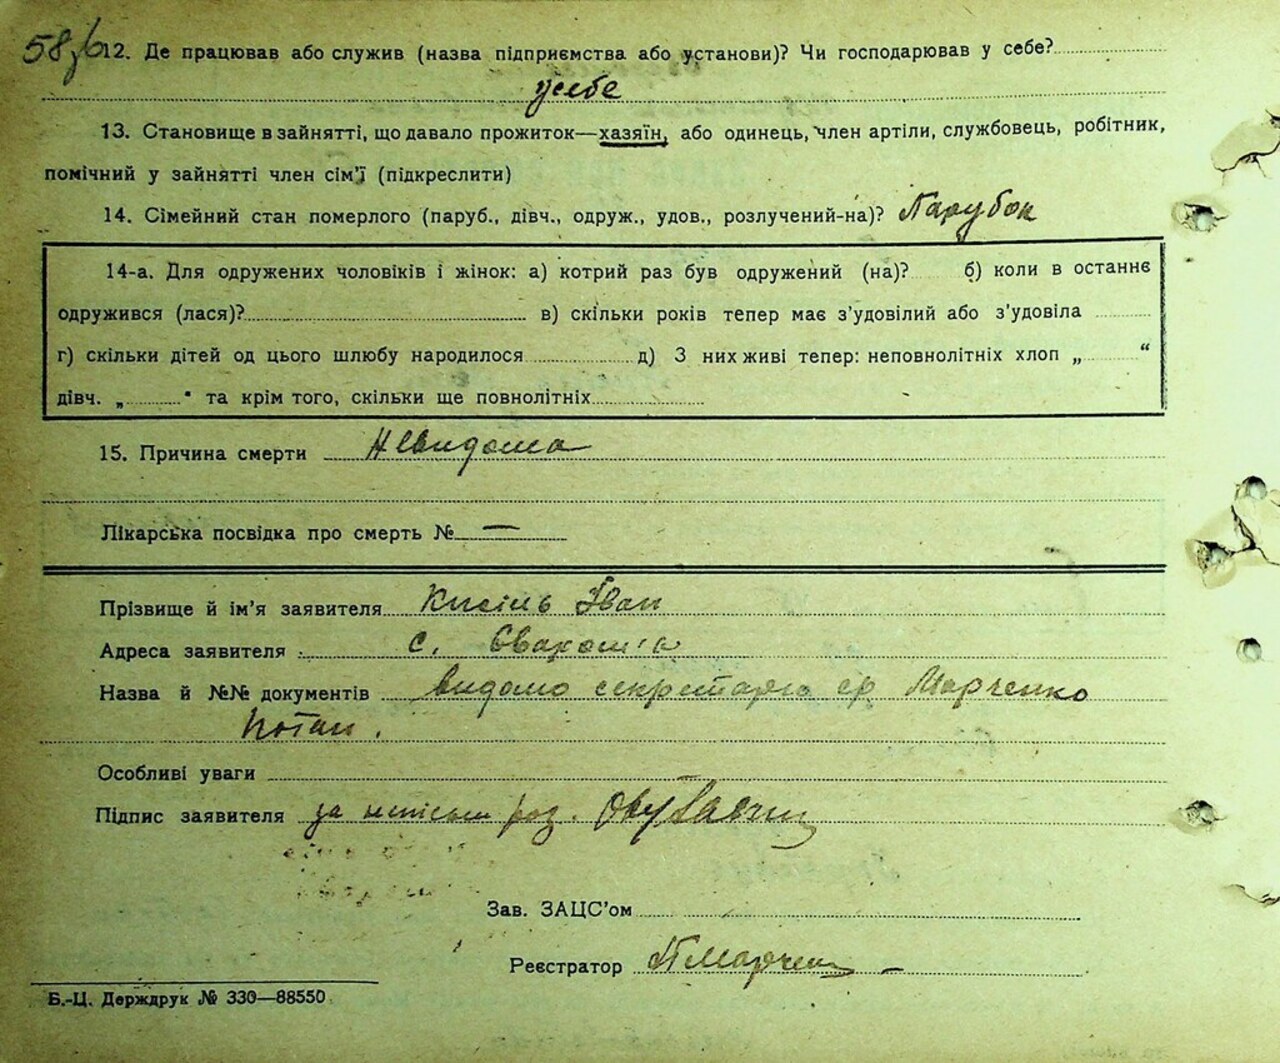 58/б 12. Де працював або служив (назва підприємства або установи)? Чи господарював у себе?
у себе
13. Становище в зайнятті, що давало прожиток—хазяїн, або одинець, член артіли, службовець, робітник,
помічний у зайнятті член сім'ї (підкреслити)
14. Сімейний стан померлого (паруб., дівч., одруж., удов., розлучений-на)? Парубок
14-а. Для одружених чоловіків і жінок: а) котрий раз був одружений (на)? б) коли в останнє
одружився (лася)? в) скільки років тепер має з'удовілий або з'удовіла
г) скільки дітей од цього шлюбу народилося д) З них живі тепер: неповнолітніх хлоп „ “
дівч. „ " та крім того, скільки ще повнолітніх
15. Причина смерти Невидома
Лікарська посвідка про смерть № —
Прізвище й ім'я заявителя Кисіль Іван
Адреса заявителя с.
Назва й №№ документів видомо секретарю с/р Марченко
Потап.
Особливі уваги
Підпис заявителя за
Зав. ЗАЦС'ом
Реєстратор ПМарчен
Б.-Ц. Держдрук № 330—88550